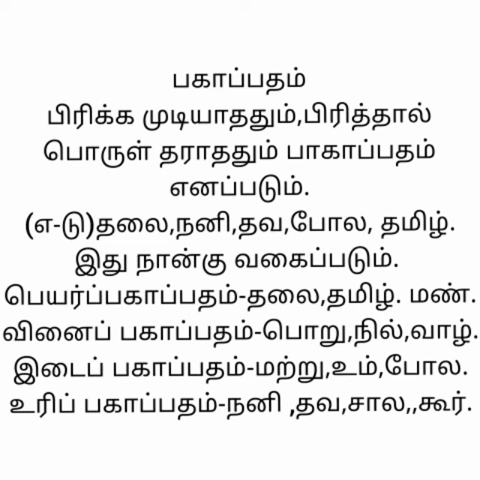 பகாப்பதம்
பிரிக்க முடியாததும்,பிரித்தால்
பொருள் தராததும் பாகாப்பதம்
எனப்படும்.
(எ-டு)தலை,நனி,தவ,போல, தமிழ்.
இது நான்கு வகைப்படும்.
பெயர்ப்பகாப்பதம்-தலை,தமிழ். மண்.
வினைப் பகாப்பதம்-பொறு,நில்,வாழ்.
இடைப் பகாப்பதம்-மற்று,உம்,போல.
உரிப் பகாப்பதம்-நனி ,தவ,சால,,கூர்.